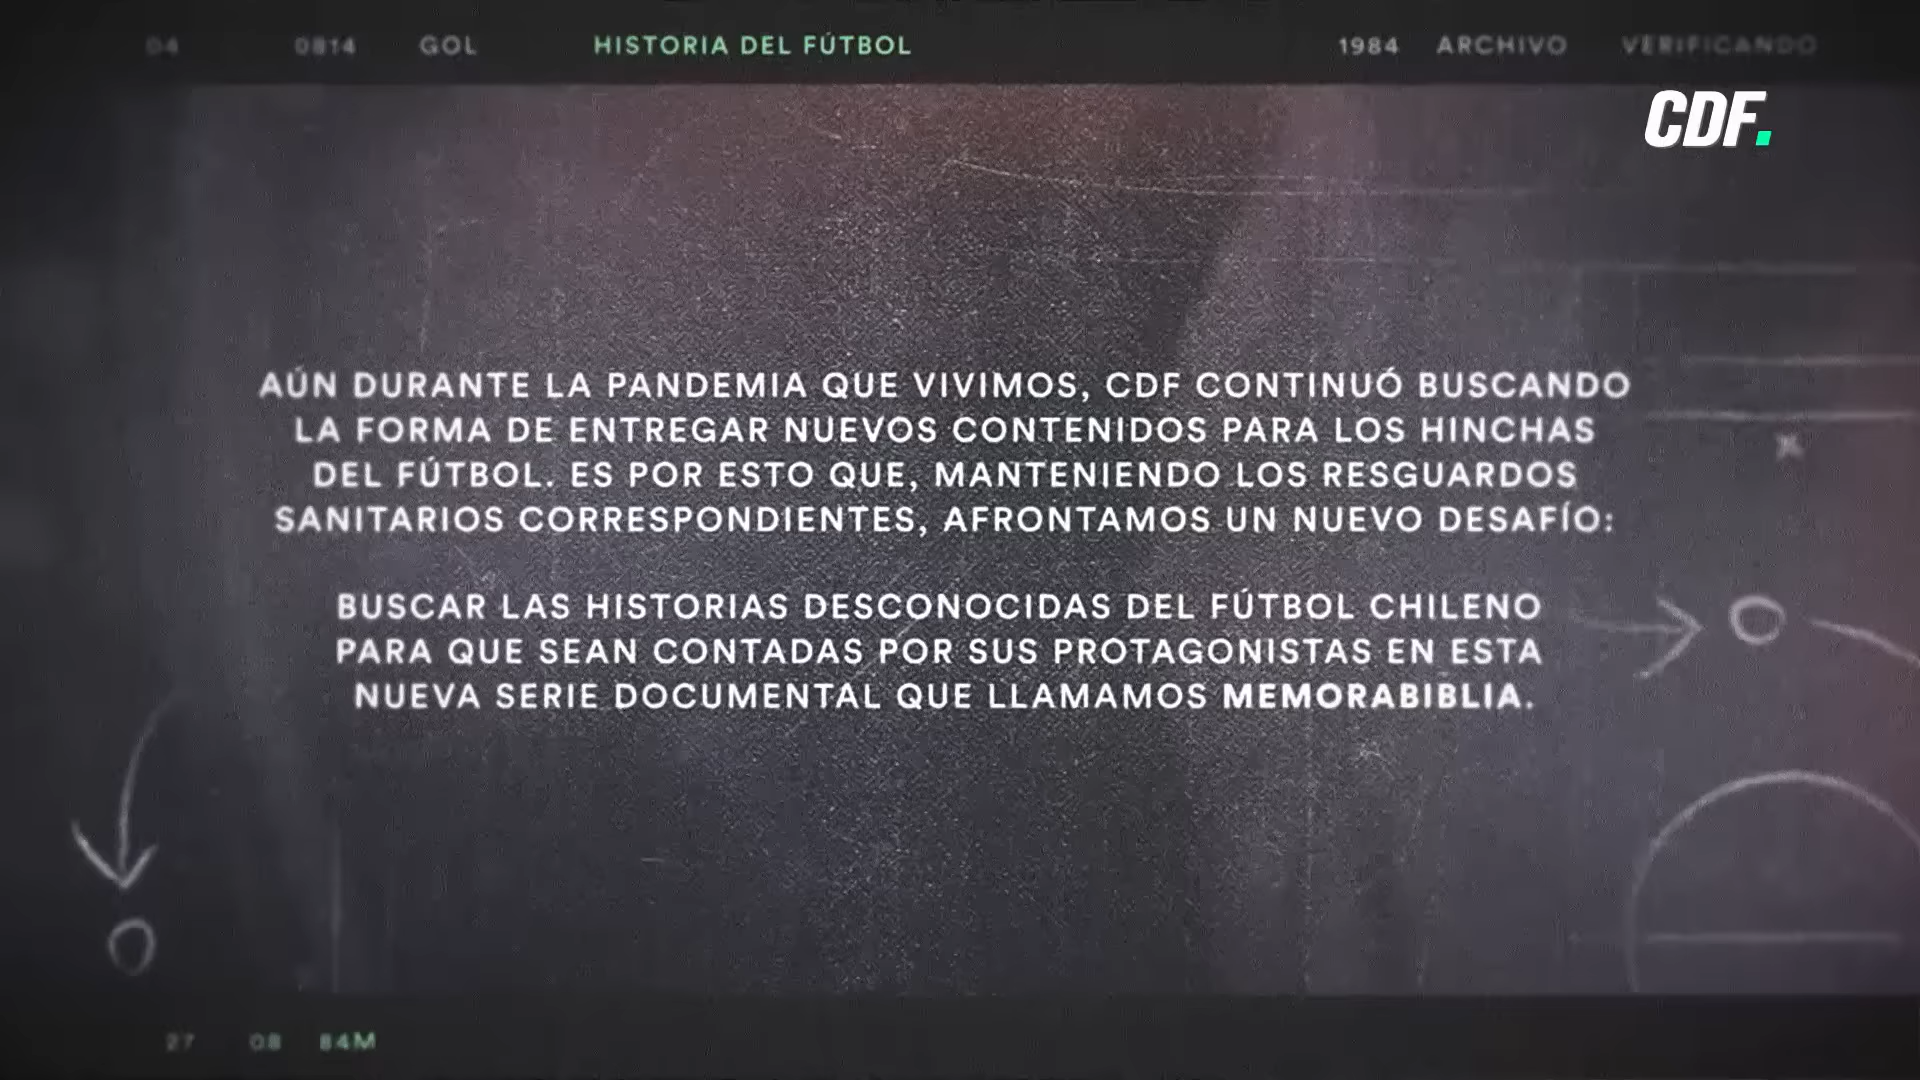 04 0814 GOL HISTORIA DEL FÚTBOL 1984 ARCHIVO VERIFICANDO
CDF.
AÚN DURANTE LA PANDEMIA QUE VIVIMOS, CDF CONTINUÓ BUSCANDO
LA FORMA DE ENTREGAR NUEVOS CONTENIDOS PARA LOS HINCHAS
DEL FÚTBOL. ES POR ESTO QUE, MANTENIENDO LOS RESGUARDOS
SANITARIOS CORRESPONDIENTES, AFRONTAMOS UN NUEVO DESAFÍO:
BUSCAR LAS HISTORIAS DESCONOCIDAS DEL FÚTBOL CHILENO
PARA QUE SEAN CONTADAS POR SUS PROTAGONISTAS EN ESTA
NUEVA SERIE DOCUMENTAL QUE LLAMAMOS MEMORABIBLIA.
27 08 84M